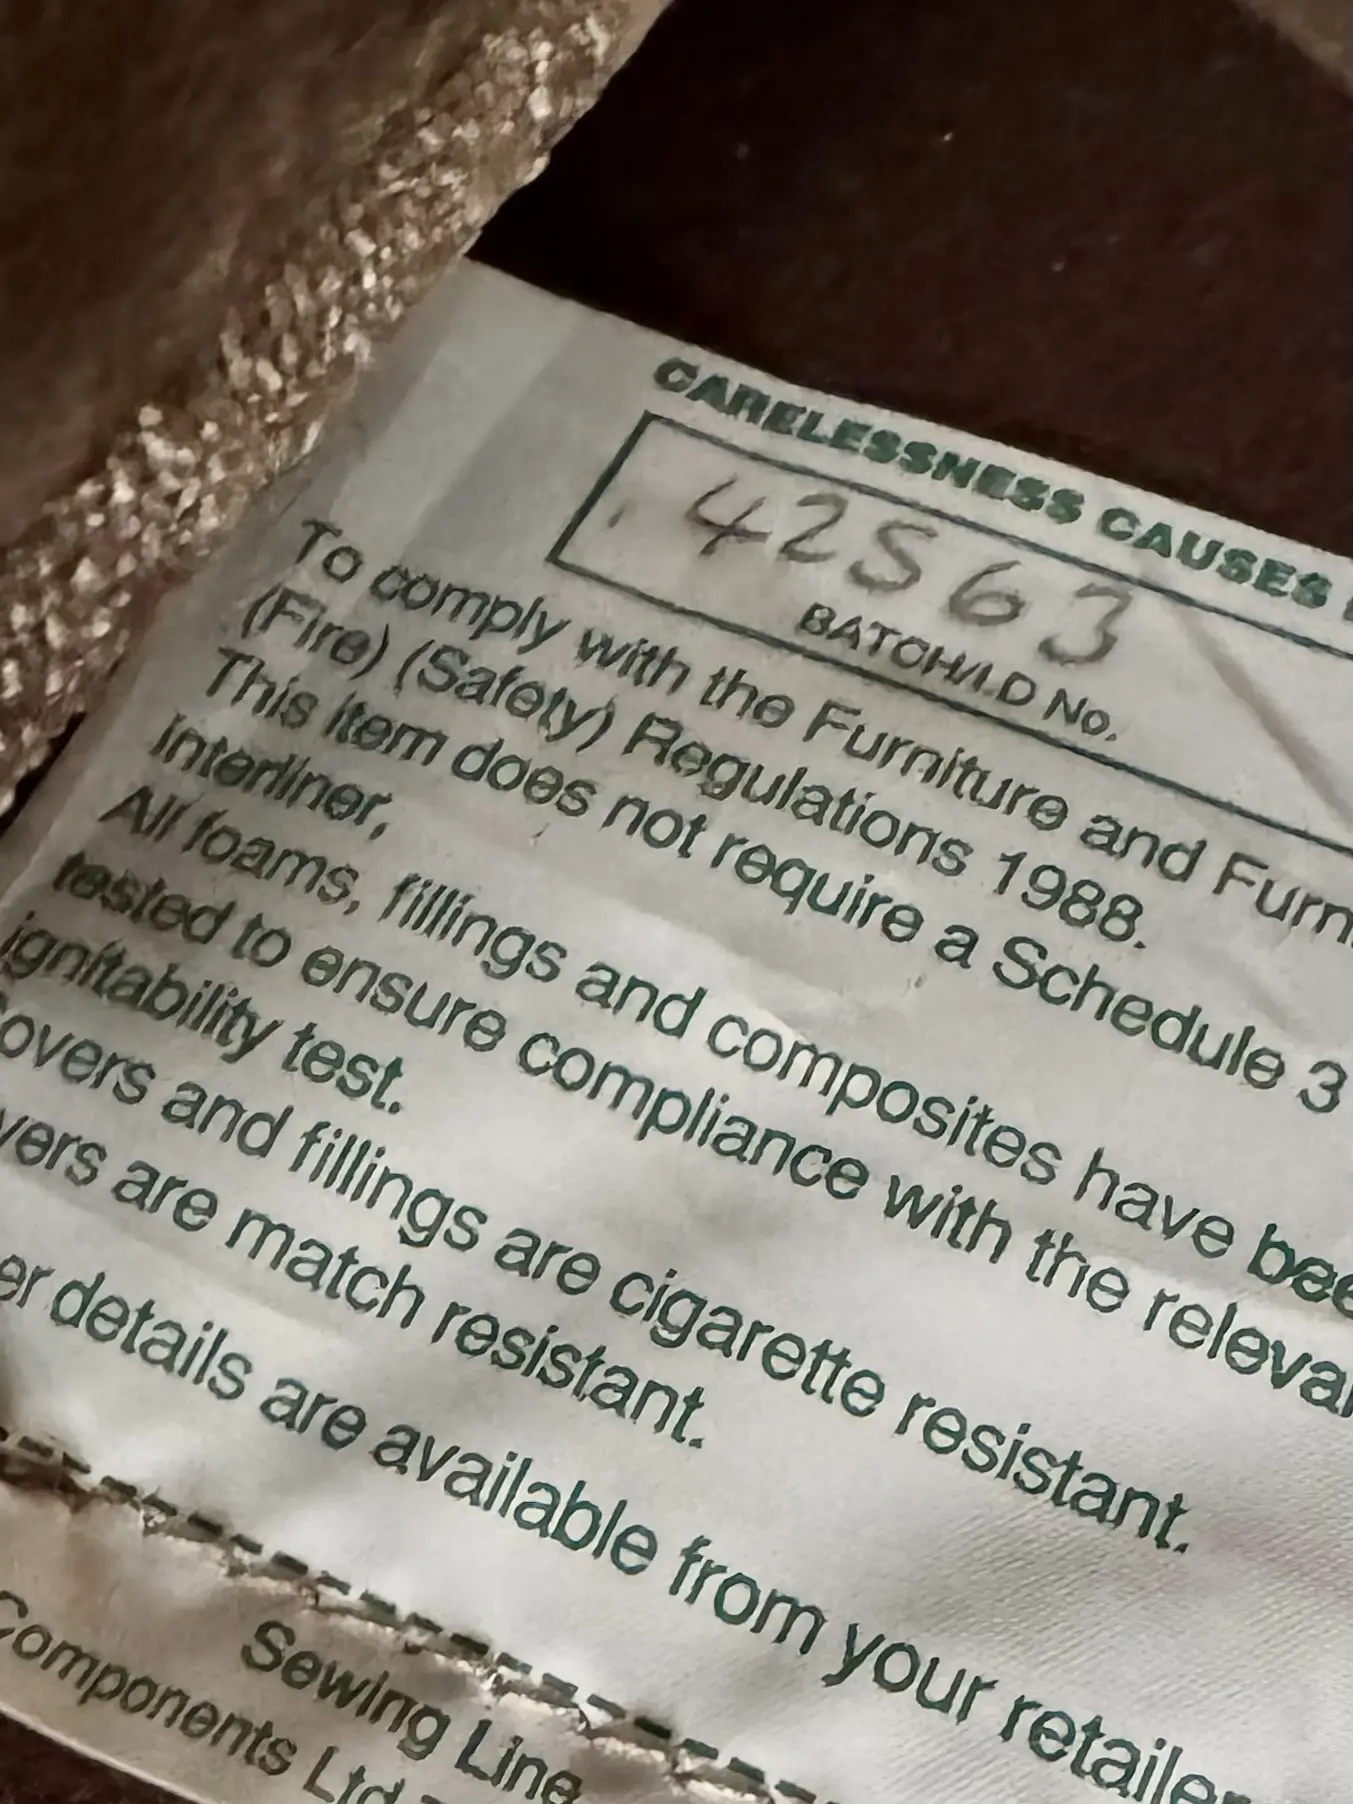 CARELESSNESS CAUSES
42563
BATCH/I.D No.
To comply with the Furniture and Furn
(Fire) (Safety) Regulations 1988.
This item does not require a Schedule 3
interliner,
All foams, fillings and composites have bee
tested to ensure compliance with the releva
ignitability test.
overs and fillings are cigarette resistant.
vers are match resistant.
er details are available from your retailer
Sewing Line
Components Ltd